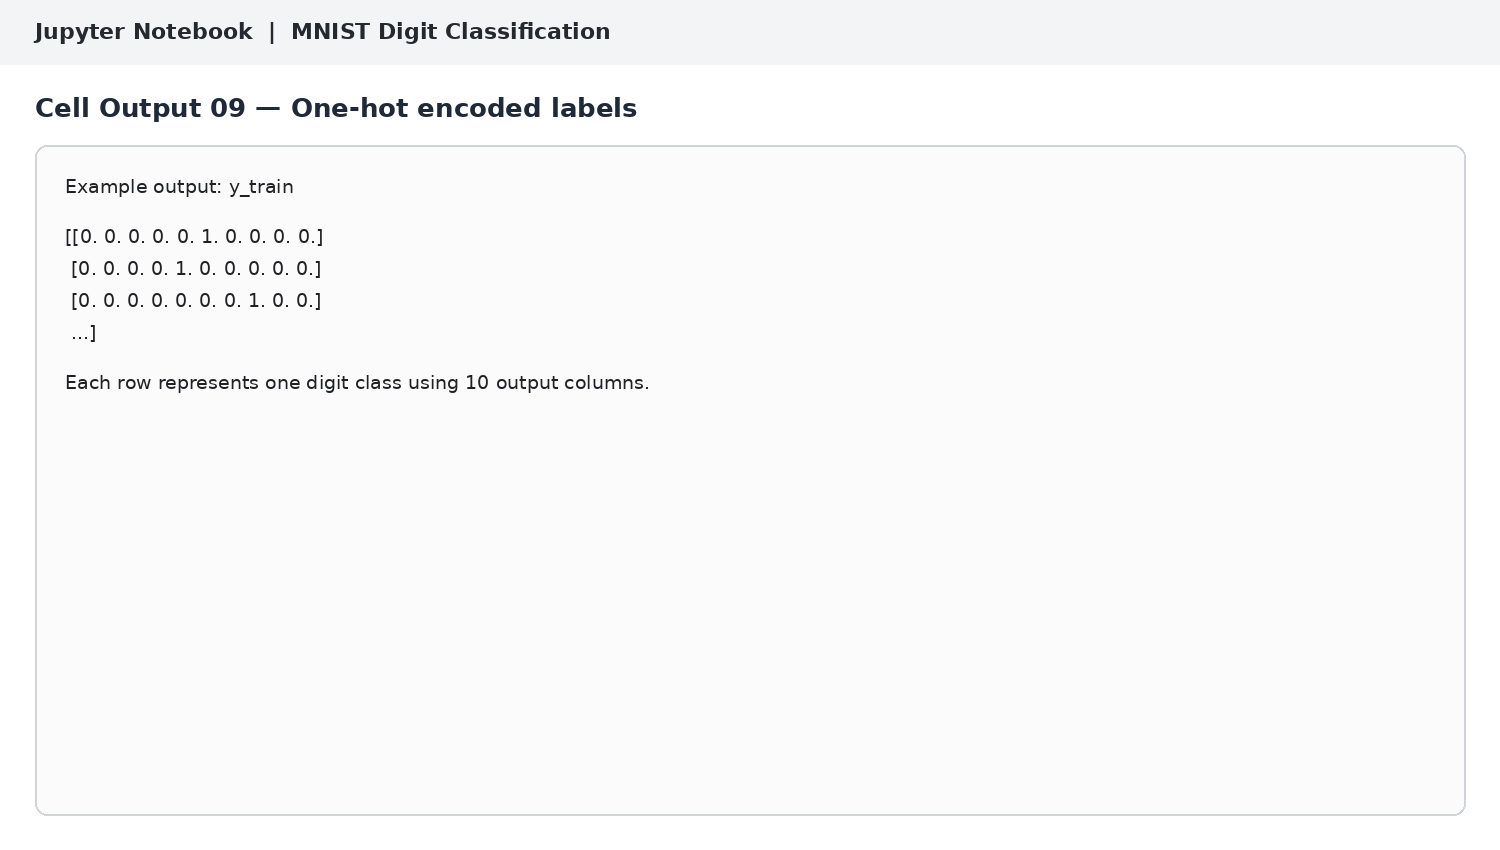 Jupyter Notebook | MNIST Digit Classification
Cell Output 09 — One-hot encoded labels
Example output: y_train
[[0. 0. 0. 0. 0. 1. 0. 0. 0. 0.]
[0. 0. 0. 0. 1. 0. 0. 0. 0. 0.]
[0. 0. 0. 0. 0. 0. 0. 1. 0. 0.]
...]
Each row represents one digit class using 10 output columns.